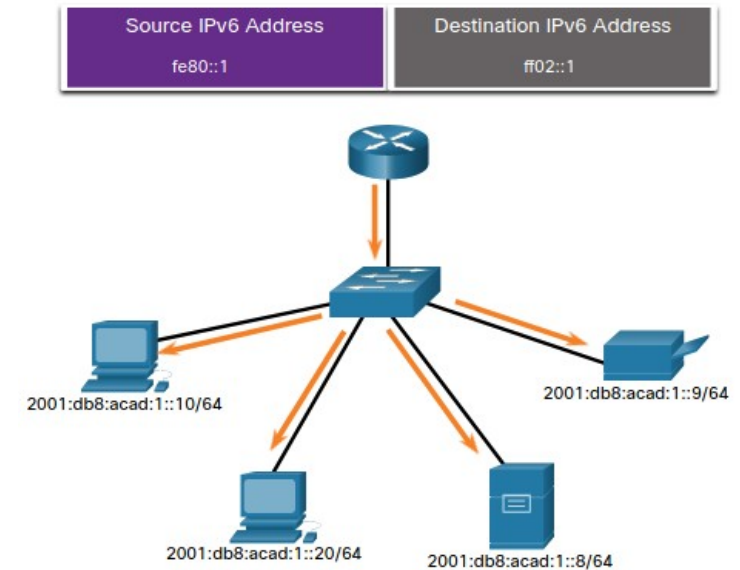 Source IPv6 Address
Destination IPv6 Address
fe80::1
ff02::1
2001:db8:acad:1::10/64
2001:db8:acad:1::9/64
2001:db8:acad:1::20/64
2001:db8:acad:1::8/64